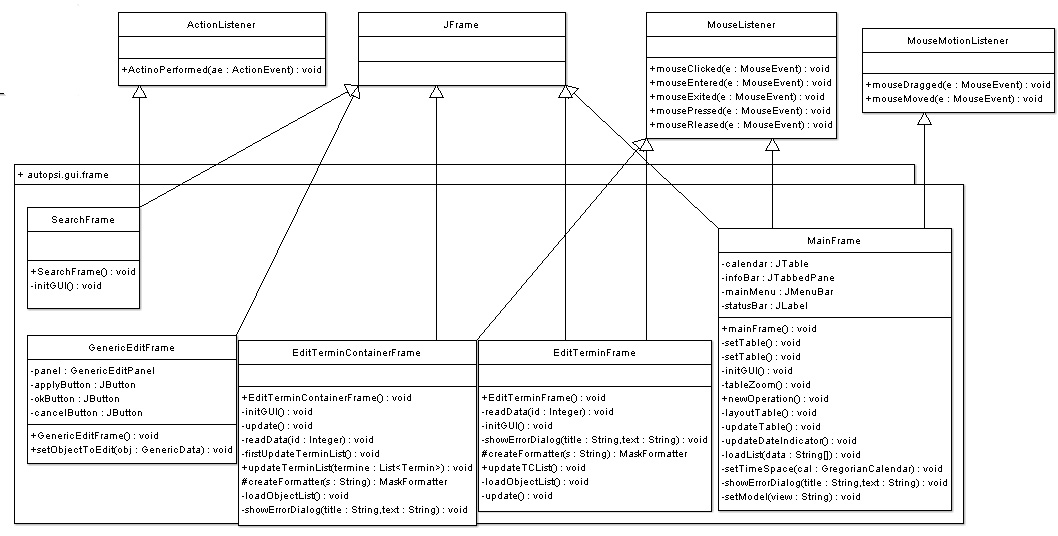 ActionListener
+ActinoPerformed(ae : ActionEvent) : void
JFrame
MouseListener
+mouseClicked(e : MouseEvent) : void
+mouseEntered(e : MouseEvent) : void
+mouseExited(e : MouseEvent) : void
+mousePressed(e : MouseEvent) : void
+mouseRleased(e : MouseEvent) : void
MouseMotionListener
+mouseDragged(e : MouseEvent) : void
+mouseMoved(e : MouseEvent) : void
+ autopsi.gui.frame
SearchFrame
+SearchFrame() : void
-initGUI() : void
GenericEditFrame
-panel : GenericEditPanel
-applyButton : JButton
-okButton : JButton
-cancelButton : JButton
+GenericEditFrame() : void
+setObjectToEdit(obj : GenericData) : void
EditTerminContainerFrame
+EditTerminContainerFrame() : void
-initGUI() : void
-update() : void
-readData(id : Integer) : void
-firstUpdateTerminList() : void
+updateTerminList(termine : List<Termin>) : void
#createFormatter(s : String) : MaskFormatter
-loadObjectList() : void
-showErrorDialog(title : String,text : String) : void
EditTerminFrame
+EditTerminFrame() : void
-readData(id : Integer) : void
-initGUI() : void
-showErrorDialog(title : String,text : String) : void
#createFormatter(s : String) : MaskFormatter
+updateTCList() : void
-loadObjectList() : void
-update() : void
MainFrame
-calendar : JTable
-infoBar : JTabbedPane
-mainMenu : JMenuBar
-statusBar : JLabel
+mainFrame() : void
-setTable() : void
-setTable() : void
-initGUI() : void
-tableZoom() : void
+newOperation() : void
-layoutTable() : void
-updateTable() : void
-updateDateIndicator() : void
-loadList(data : String[]) : void
-setTimeSpace(cal : GregorianCalendar) : void
-showErrorDialog(title : String,text : String) : void
-setModel(view : String) : void